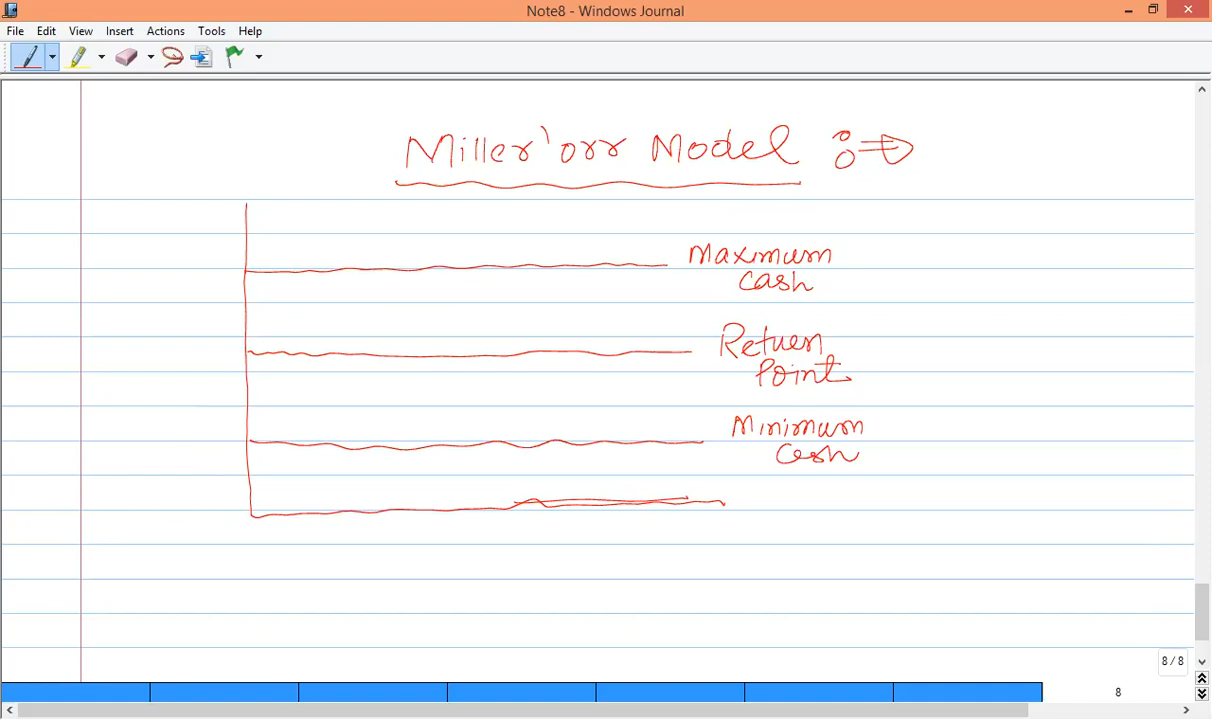 Note8 - Windows Journal
File Edit View Insert Actions Tools Help
Miller'orr Model :
Maximum
cash
Return
Point
Minimum
Cash
8 / 8
8